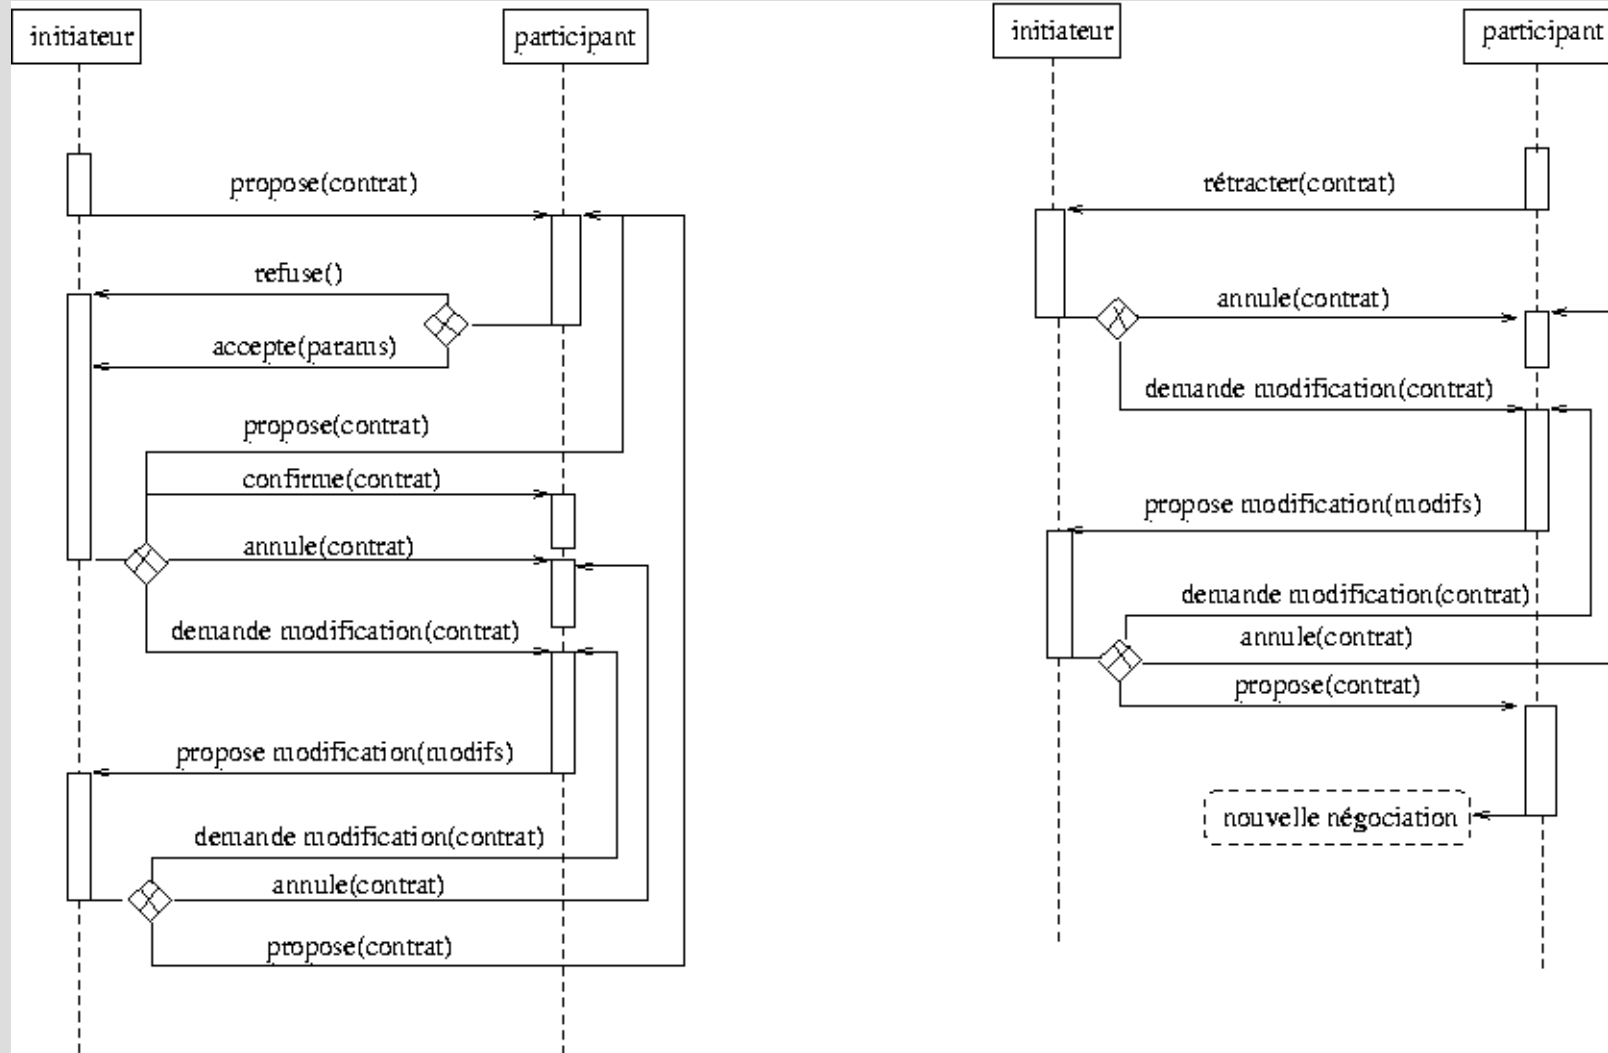 initiateur
participant
propose(contrat)
refuse()
accepte(params)
propose(contrat)
confirme(contrat)
annule(contrat)
demande modification(contrat)
propose modification(modifs)
demande modification(contrat)
annule(contrat)
propose(contrat)
initiateur
participant
rétracter(contrat)
annule(contrat)
demande modification(contrat)
propose modification(modifs)
demande modification(contrat)
annule(contrat)
propose(contrat)
nouvelle négociation